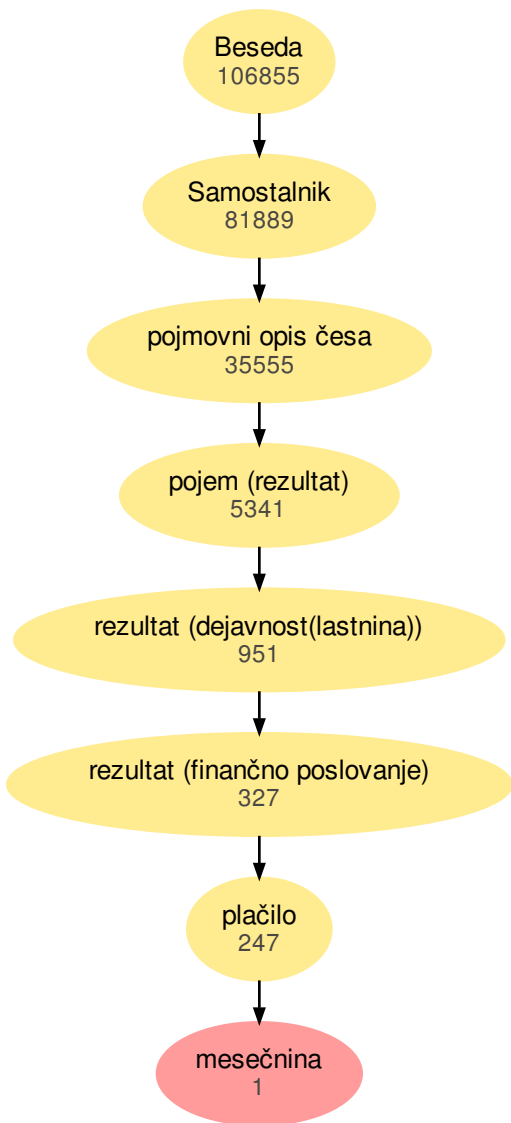 Beseda
106855
Samostalnik
81889
pojmovni opis česa
35555
pojem (rezultat)
5341
rezultat (dejavnost(lastnina))
951
rezultat (finančno poslovanje)
327
plačilo
247
mesečnina
1